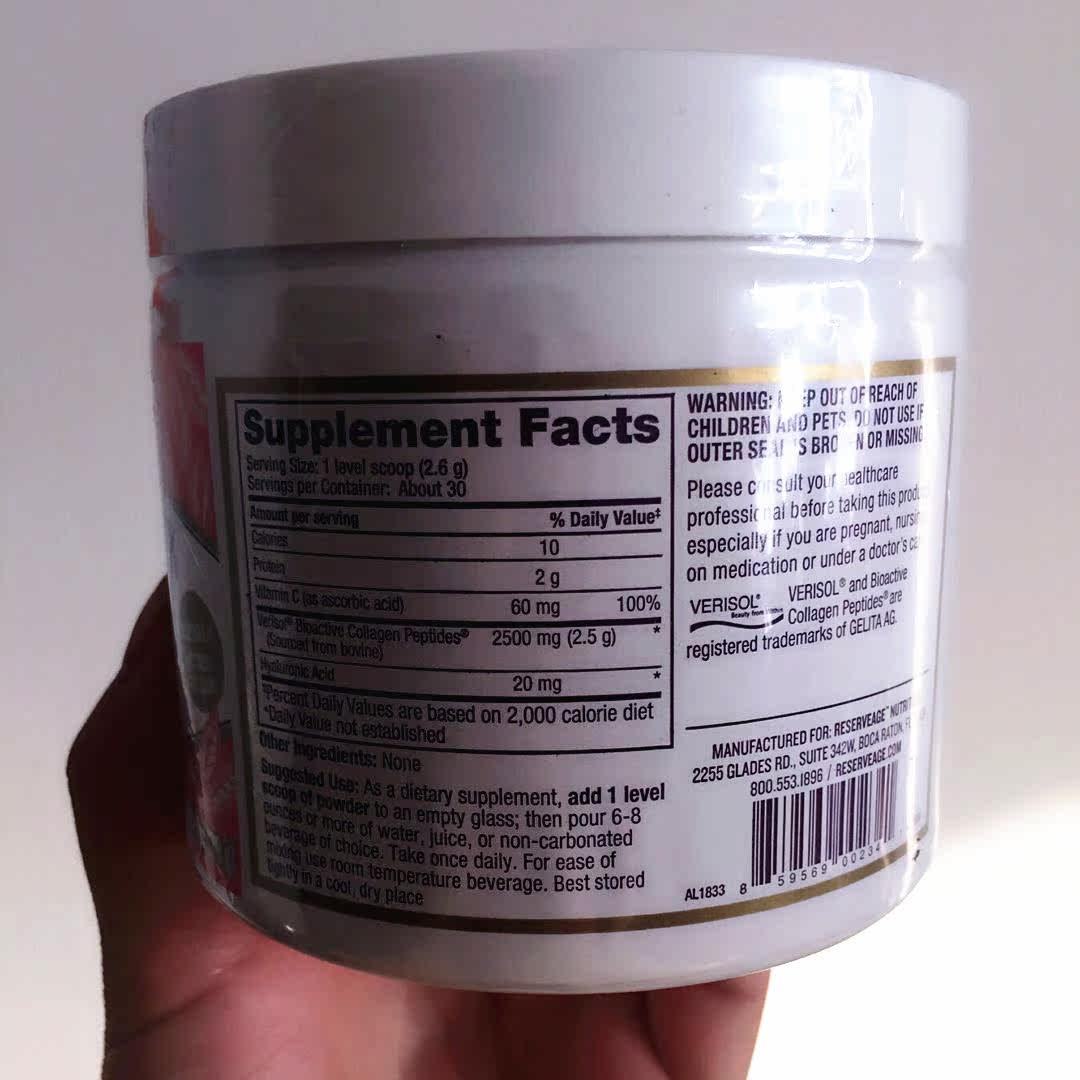 Supplement Facts
Serving Size: 1 level scoop (2.6 g)
Servings per Container: About 30
Amount per serving % Daily Value‡
Calories 10
Protein 2 g
Vitamin C (as ascorbic acid) 60 mg 100%
Verisol® Bioactive Collagen Peptides® 2500 mg (2.5 g) *
(Sourced from bovine)
Hyaluronic Acid 20 mg *
‡Percent Daily Values are based on 2,000 calorie diet
*Daily Value not established
Other Ingredients: None
Suggested Use: As a dietary supplement, add 1 level
scoop of powder to an empty glass; then pour 6-8
ounces or more of water, juice, or non-carbonated
beverage of choice. Take once daily. For ease of
mixing use room temperature beverage. Best stored
tightly in a cool, dry place
WARNING: KEEP OUT OF REACH OF
CHILDREN AND PETS. DO NOT USE IF
OUTER SEAL IS BROKEN OR MISSING
Please consult your healthcare
professional before taking this
especially if you are pregnant,
on medication or under a doctor's
VERISOL® VERISOL® and Bioactive
Beauty from Within Collagen Peptides® are
registered trademarks of GELITA AG.
MANUFACTURED FOR: RESERVEAGE™
2255 GLADES RD., SUITE 342W, BOCA RATON,
800.553.1896 / RESERVEAGE.COM
AL1833 8 59569 00234